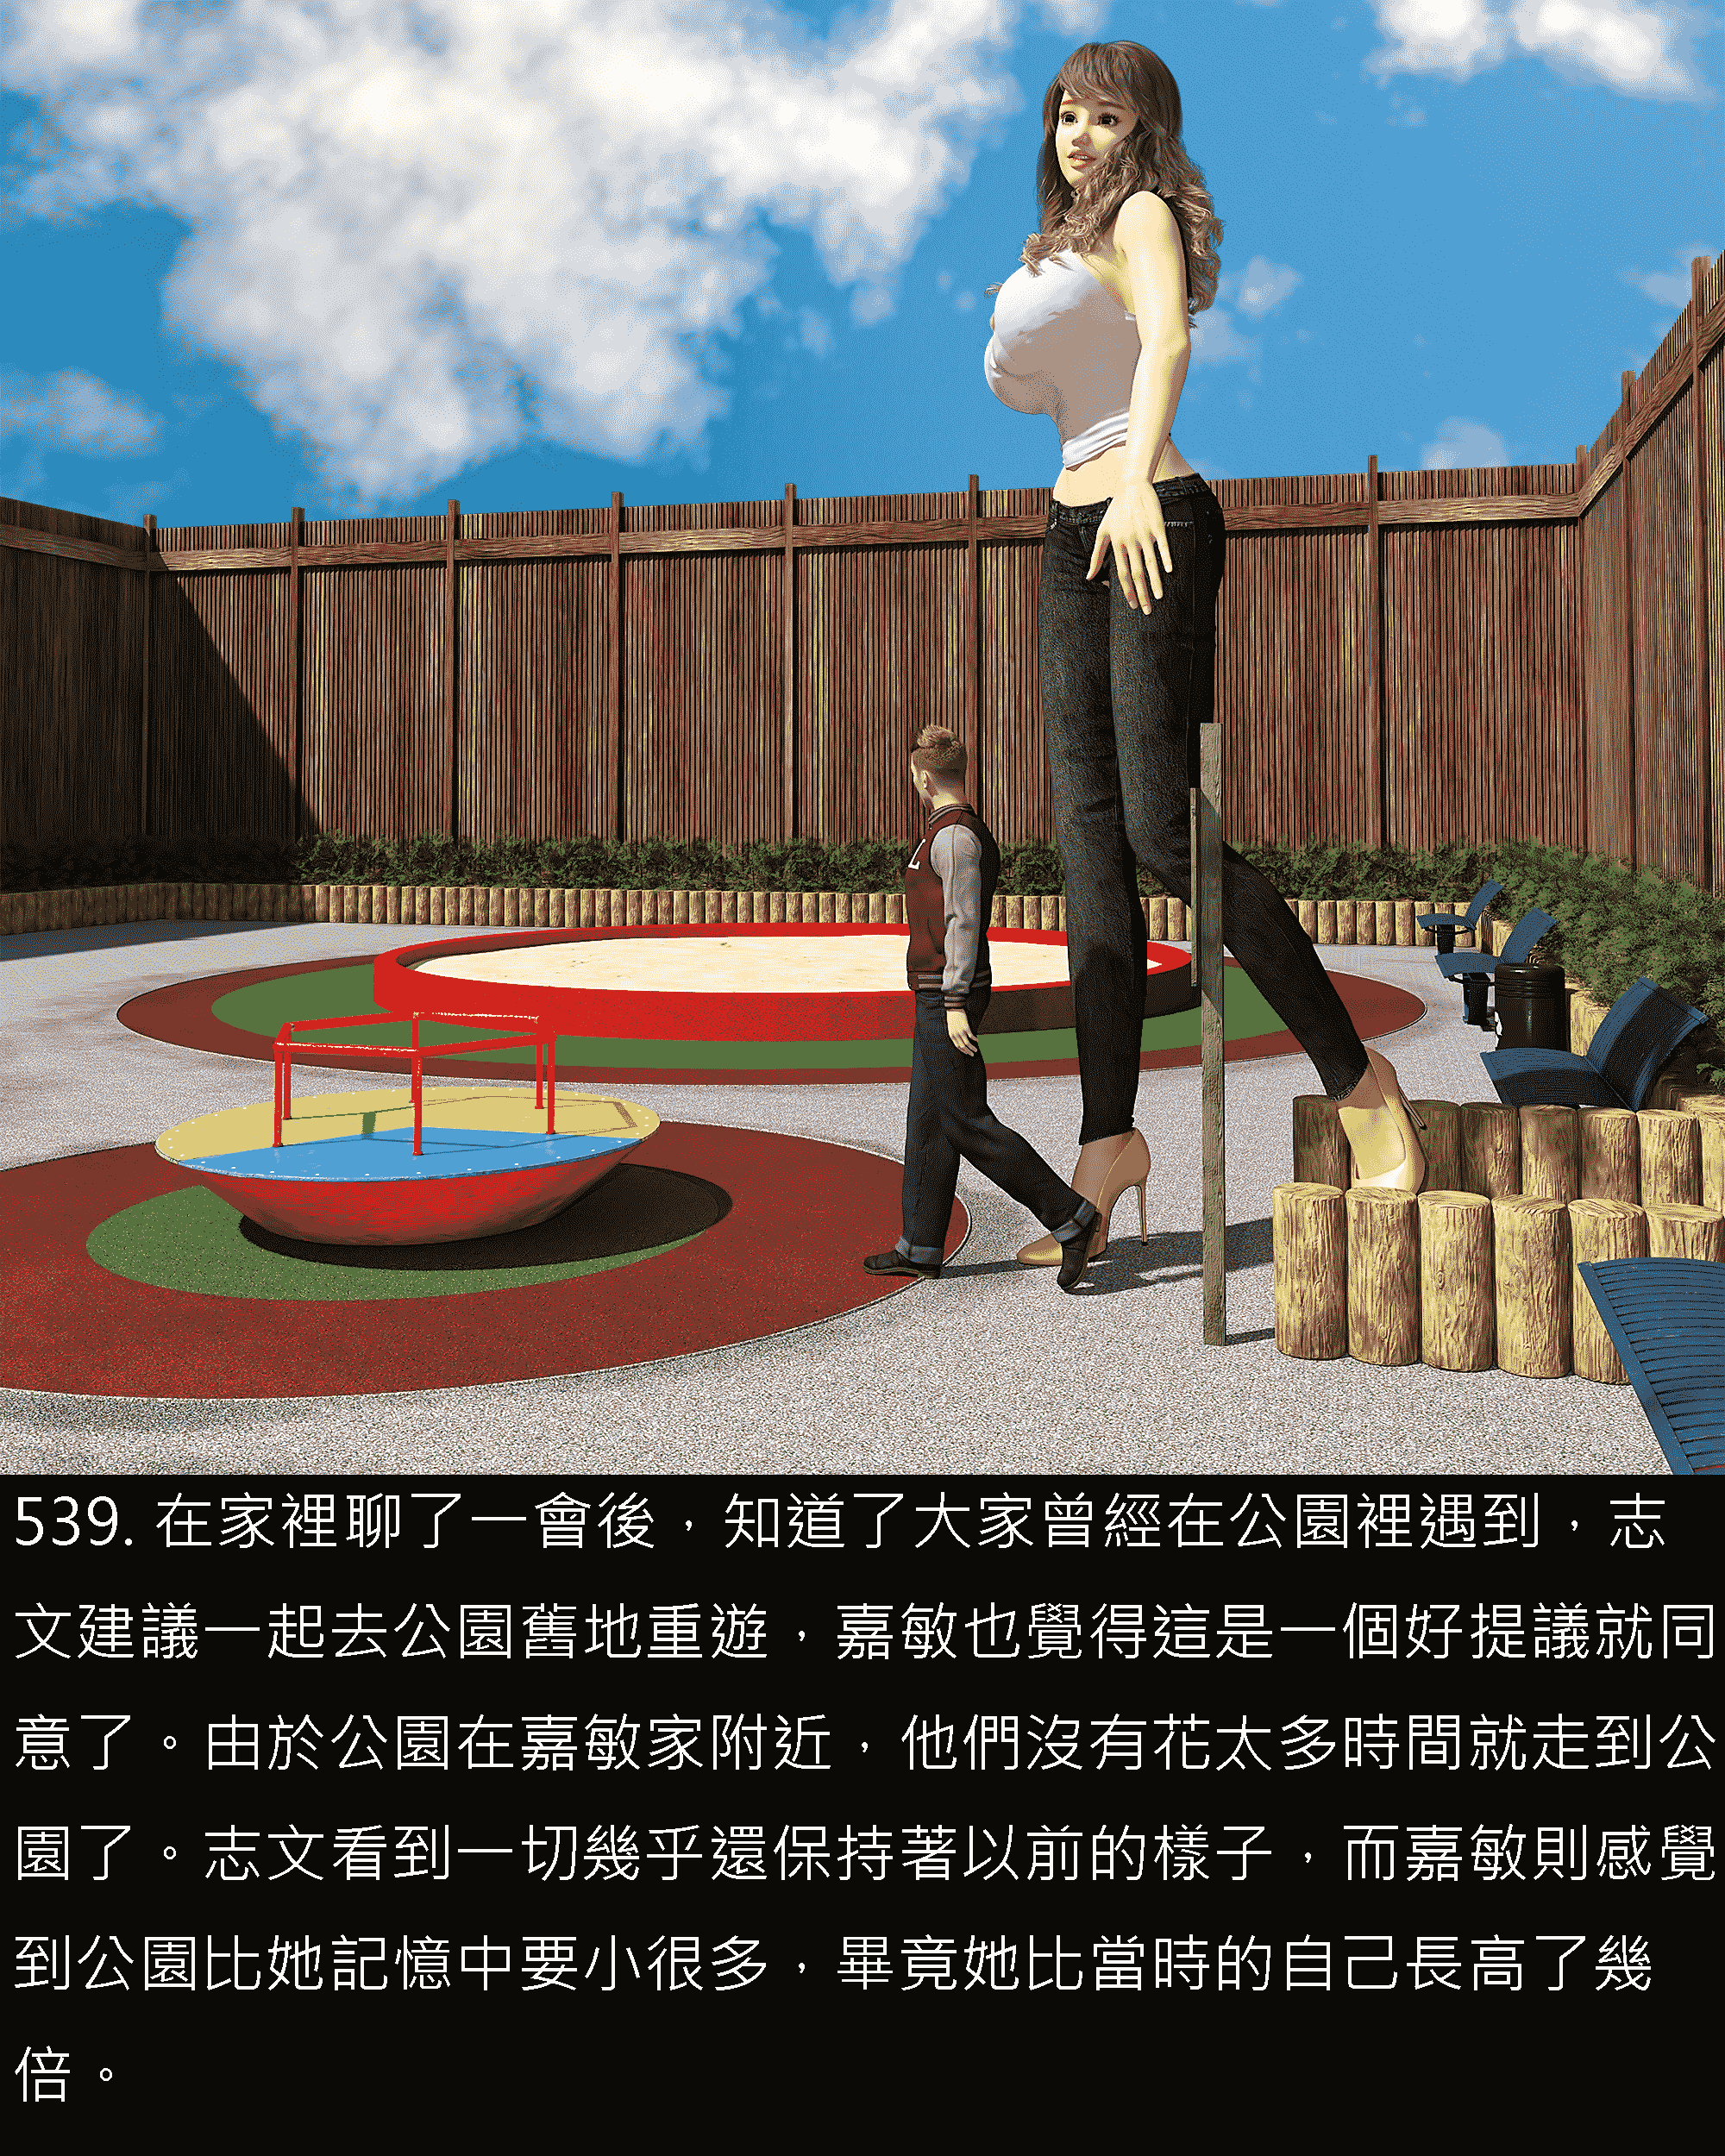 L
539. 在家裡聊了一會後，知道了大家曾經在公園裡遇到，志
文建議一起去公園舊地重遊，嘉敏也覺得這是一個好提議就同
意了。由於公園在嘉敏家附近，他們沒有花太多時間就走到公
園了。志文看到一切幾乎還保持著以前的樣子，而嘉敏則感覺
到公園比她記憶中要小很多，畢竟她比當時的自己長高了幾
倍。